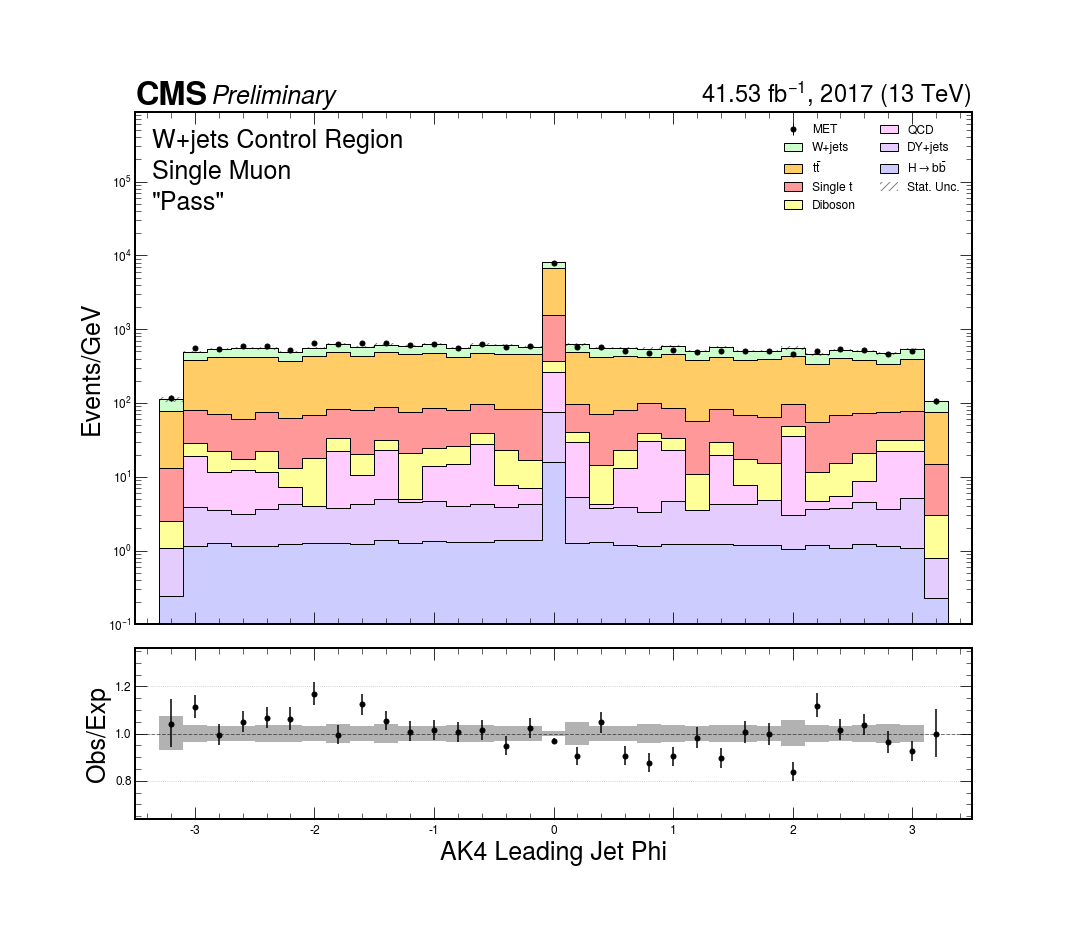 CMS Preliminary
41.53 fb⁻¹, 2017 (13 TeV)
W+jets Control Region
Single Muon
"Pass"
MET
W+jets
tt̄
Single t
Diboson
QCD
DY+jets
H→bb̄
Stat. Unc.
Events/GeV
10⁵
10⁴
10³
10²
10¹
10⁰
10⁻¹
Obs/Exp
1.2
1.0
0.8
-3 -2 -1 0 1 2 3
AK4 Leading Jet Phi